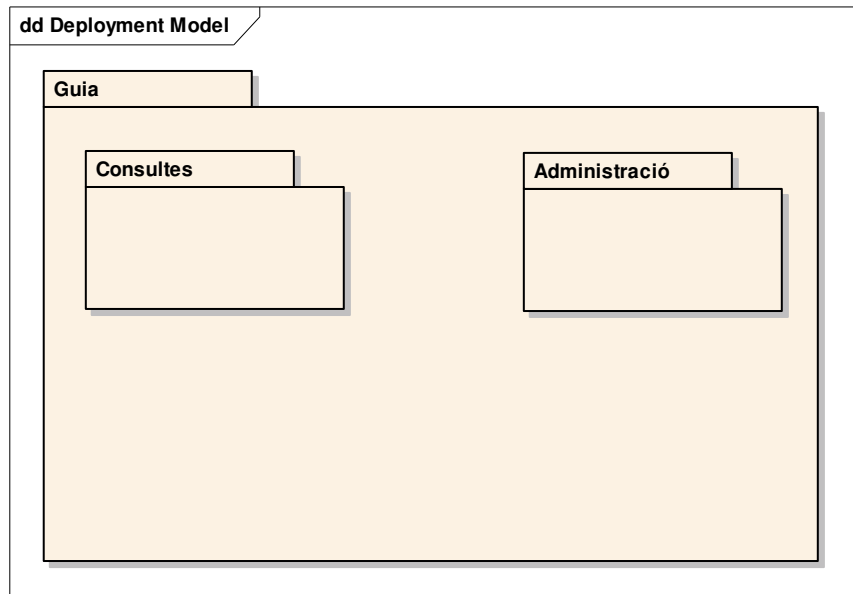 dd Deployment Model
Guia
Consultes
Administració